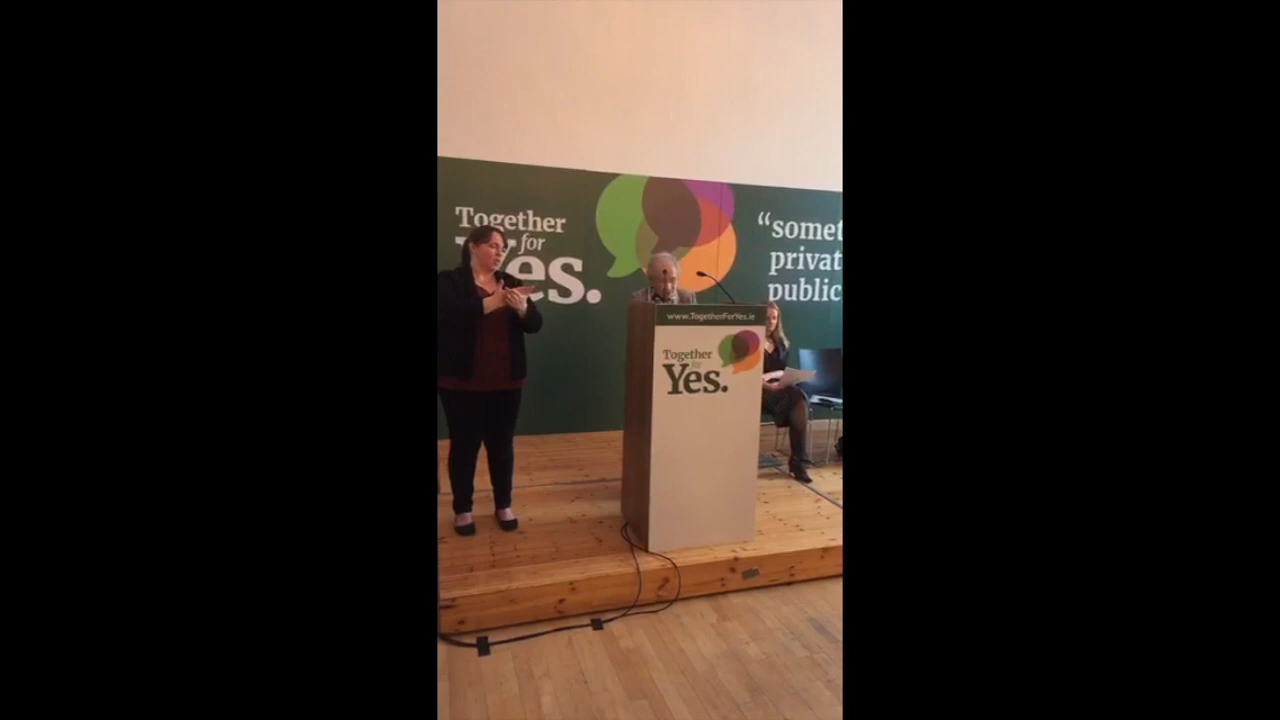 Together
for
Yes.
“somet
privat
public
www.TogetherForYes.ie
Together
for
Yes.